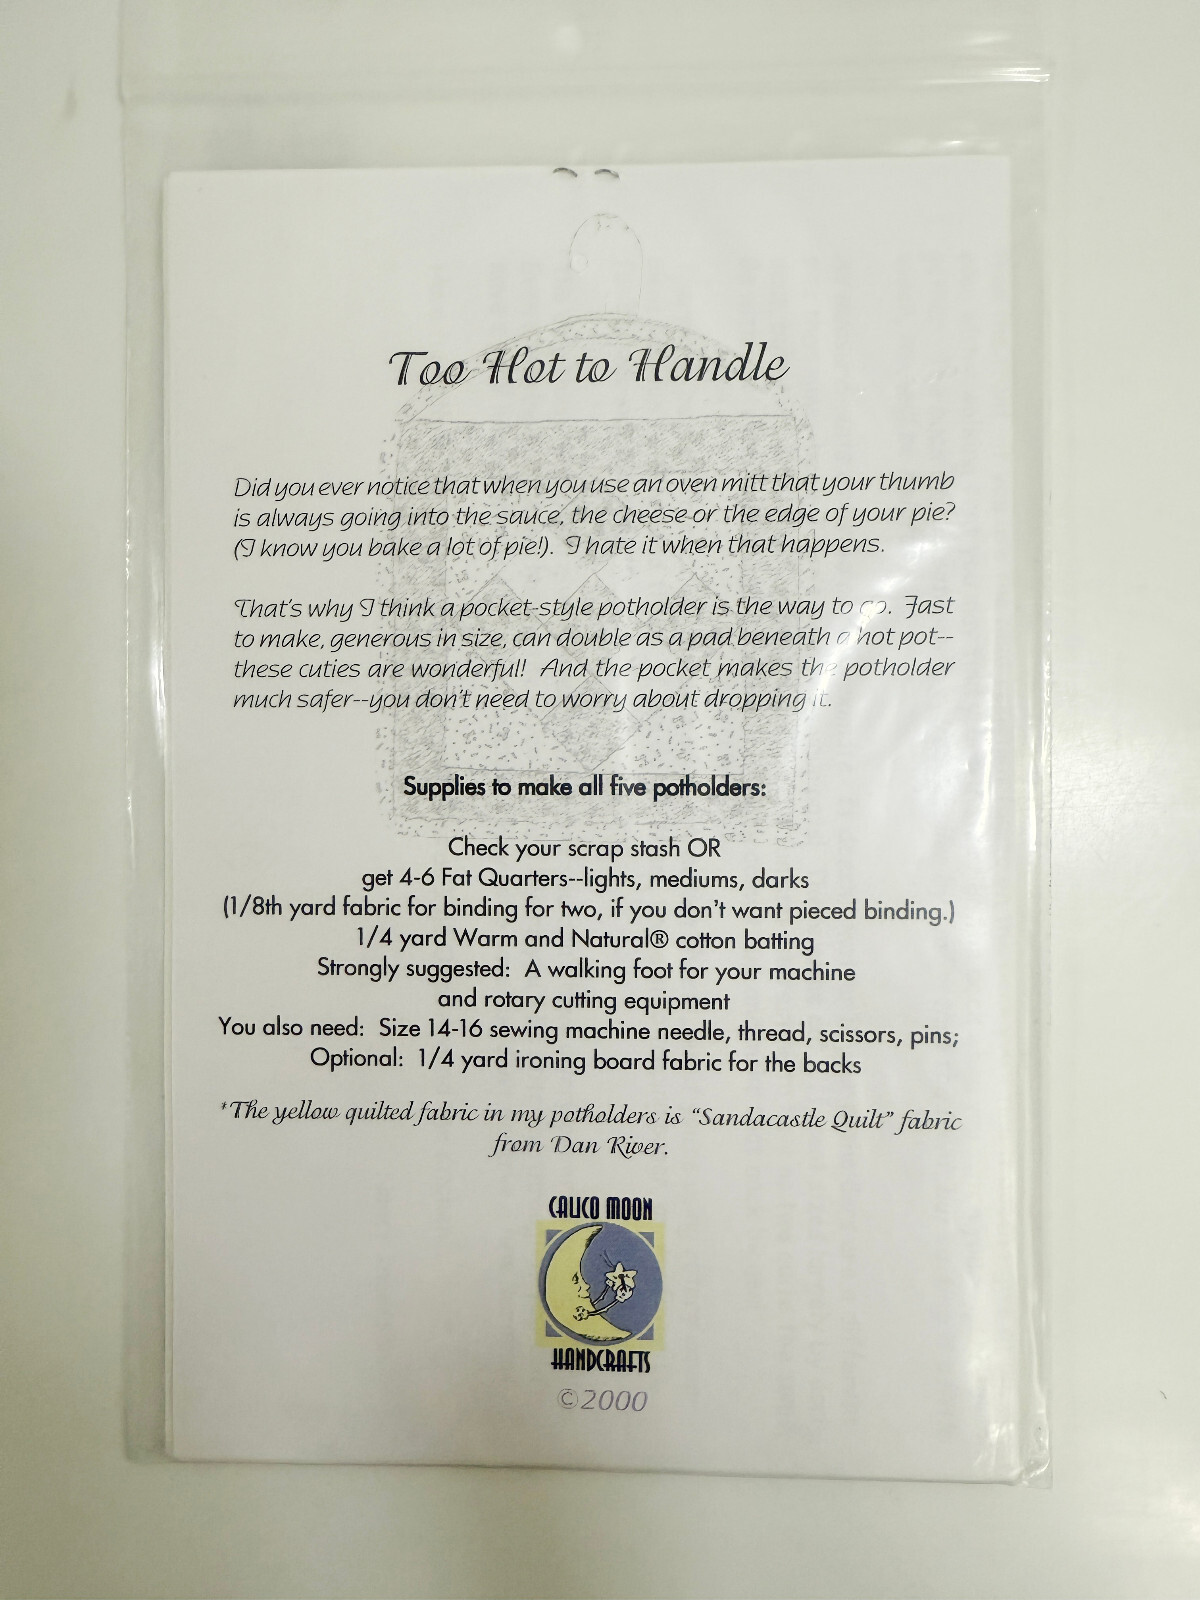 Too Hot to Handle
Did you ever notice that when you use an oven mitt that your thumb
is always going into the sauce, the cheese or the edge of your pie?
(I know you bake a lot of pie!). I hate it when that happens.
That's why I think a pocket-style potholder is the way to go. Fast
to make, generous in size, can double as a pad beneath a hot pot--
these cuties are wonderful! And the pocket makes the potholder
much safer--you don't need to worry about dropping it.
Supplies to make all five potholders:
Check your scrap stash OR
get 4-6 Fat Quarters--lights, mediums, darks
(1/8th yard fabric for binding for two, if you don't want pieced binding.)
1/4 yard Warm and Natural® cotton batting
Strongly suggested: A walking foot for your machine
and rotary cutting equipment
You also need: Size 14-16 sewing machine needle, thread, scissors, pins;
Optional: 1/4 yard ironing board fabric for the backs
*The yellow quilted fabric in my potholders is "Sandacastle Quilt" fabric
from Dan River.
CALICO MOON
HANDCRAFTS
©2000